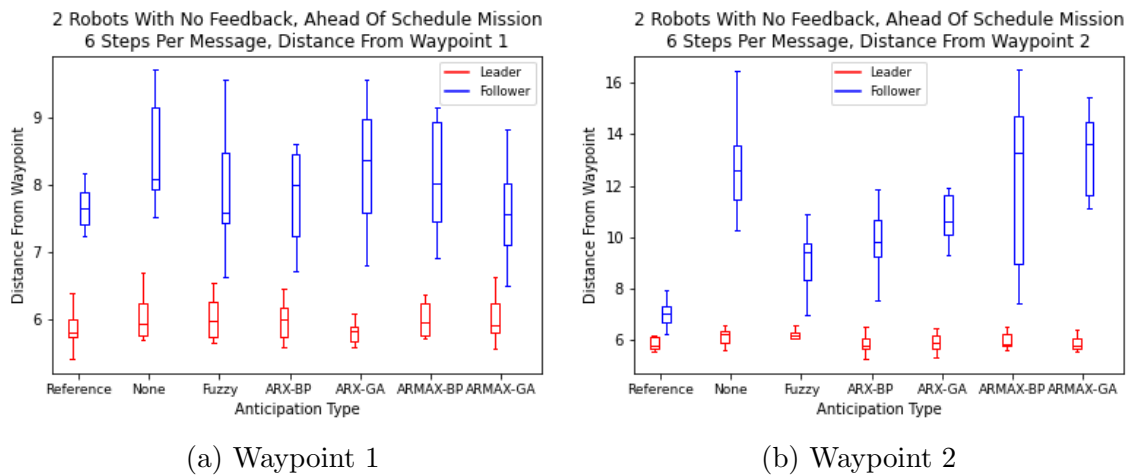 2 Robots With No Feedback, Ahead Of Schedule Mission
6 Steps Per Message, Distance From Waypoint 1
Leader
Follower
Distance From Waypoint
9
8
7
6
Reference None Fuzzy ARX-BP ARX-GA ARMAX-BP ARMAX-GA
Anticipation Type
(a) Waypoint 1
2 Robots With No Feedback, Ahead Of Schedule Mission
6 Steps Per Message, Distance From Waypoint 2
Leader
Follower
Distance From Waypoint
16
14
12
10
8
6
Reference None Fuzzy ARX-BP ARX-GA ARMAX-BP ARMAX-GA
Anticipation Type
(b) Waypoint 2